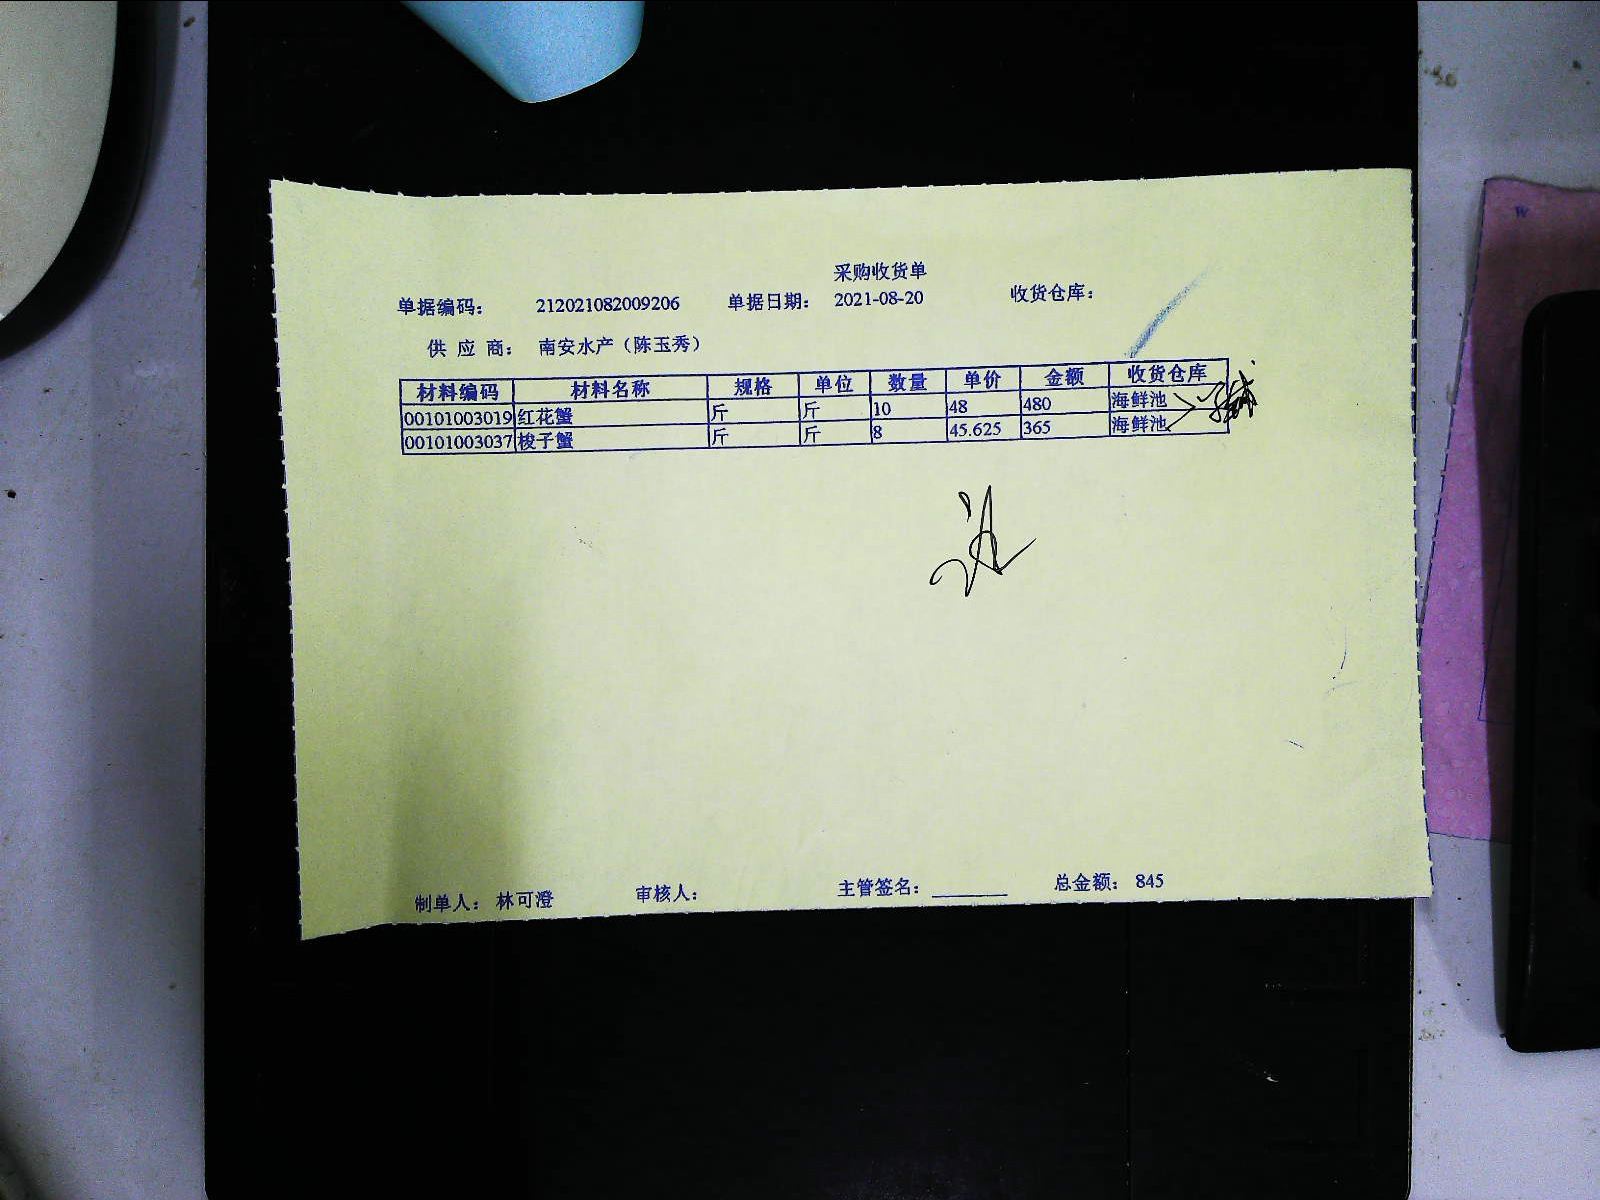 采购收货单
单据编码： 212021082009206 单据日期： 2021-08-20 收货仓库：
供 应 商： 南安水产（陈玉秀）
材料编码 材料名称 规格 单位 数量 单价 金额 收货仓库
00101003019 红花蟹 斤 斤 10 48 480 海鲜池
00101003037 梭子蟹 斤 斤 8 45.625 365 海鲜池
制单人： 林可澄 审核人： 主管签名： 总金额： 845